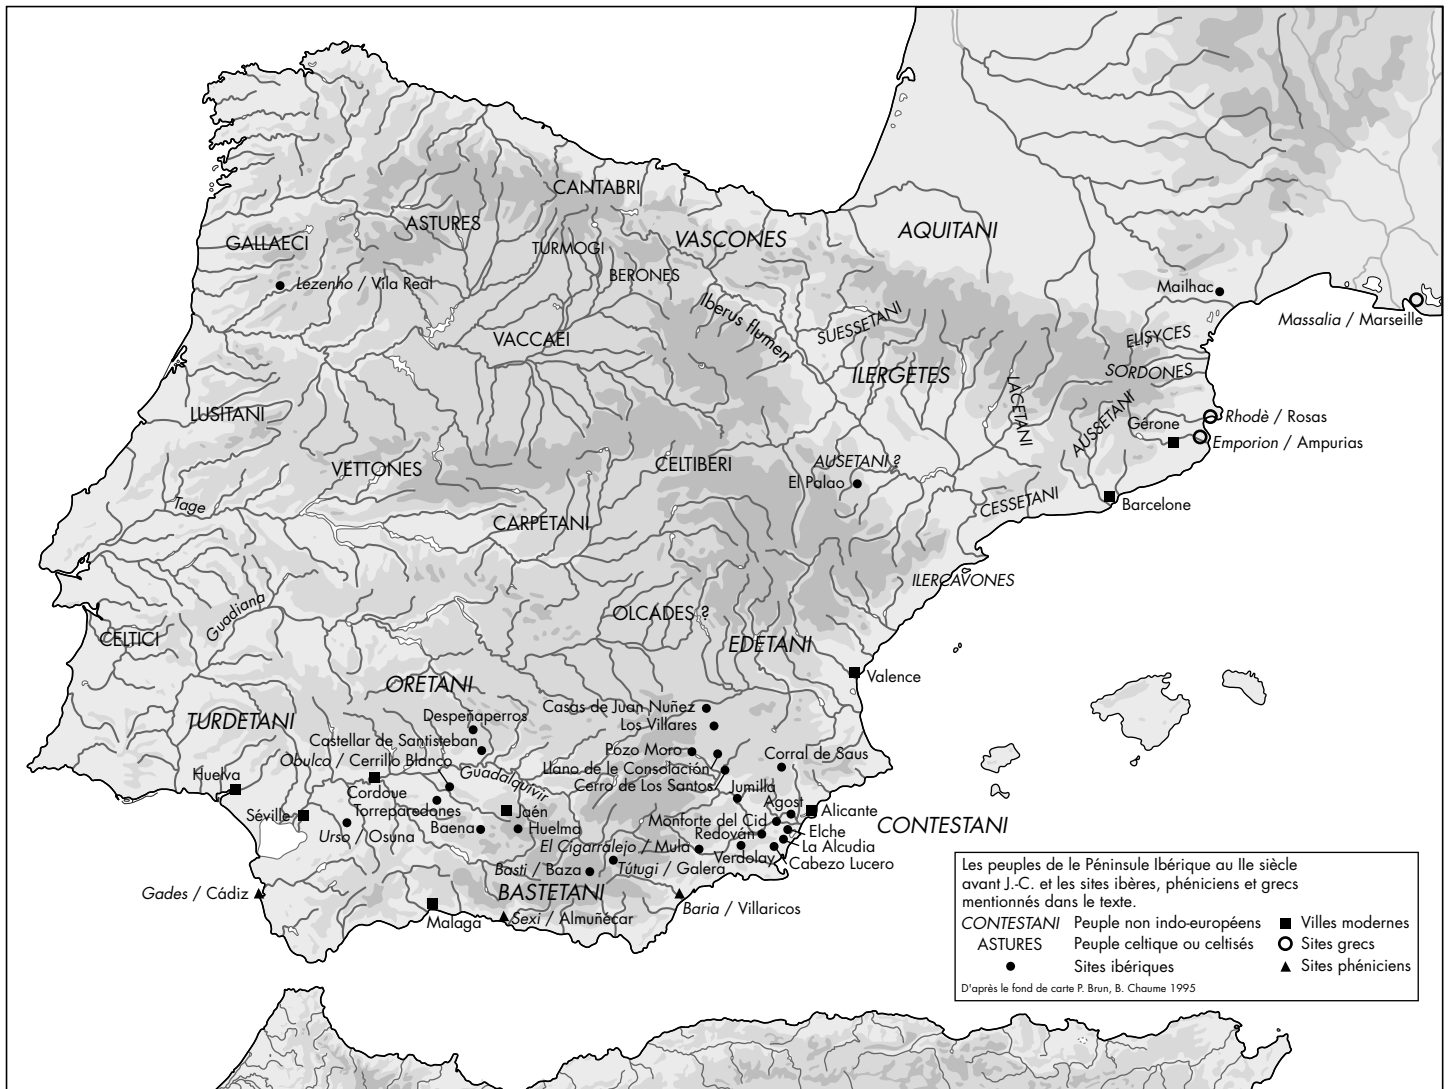 CANTABRI
ASTURES
AQUITANI
VASCONES
GALLAECI
TURMOGI
BERONES
Lezenho / Vila Real
Mailhac
Iberus flumen
SUESSETANI
Massalia / Marseille
VACCAEI
ELISYCES
ILERGETES
SORDONES
LACETANI
AUSSETANI
LUSITANI
Gérone
Rhodè / Rosas
Emporion / Ampurias
VETTONES
CELTIBERI
AUSETANI ?
El Palao
CESSETANI
Barcelone
Tage
CARPETANI
ILERCAVONES
Guadiana
OLCADES ?
CELTICI
EDETANI
Valence
ORETANI
Casas de Juan Nuñez
TURDETANI
Despeñaperros
Los Villares
Castellar de Santisteban
Pozo Moro
Corral de Saus
Obulco / Cerrillo Blanco
Llano de le Consolación
Huelva
Guadalquivir
Cerro de Los Santos
Jumilla
Cordoue
Agost
Torreparedones
Jaén
Alicante
Séville
Monforte del Cid
CONTESTANI
Urso / Osuna
Baena
Huelma
Redován
Elche
El Cigarralejo / Mula
La Alcudia
Verdolay
Cabezo Lucero
Basti / Baza
Tútugi / Galera
Gades / Cádiz
BASTETANI
Baria / Villaricos
Malaga
Sexi / Almuñécar
Les peuples de le Péninsule Ibérique au IIe siècle
avant J.-C. et les sites ibères, phéniciens et grecs
mentionnés dans le texte.
CONTESTANI Peuple non indo-européens Villes modernes
ASTURES Peuple celtique ou celtisés Sites grecs
Sites ibériques Sites phéniciens
D'après le fond de carte P. Brun, B. Chaume 1995